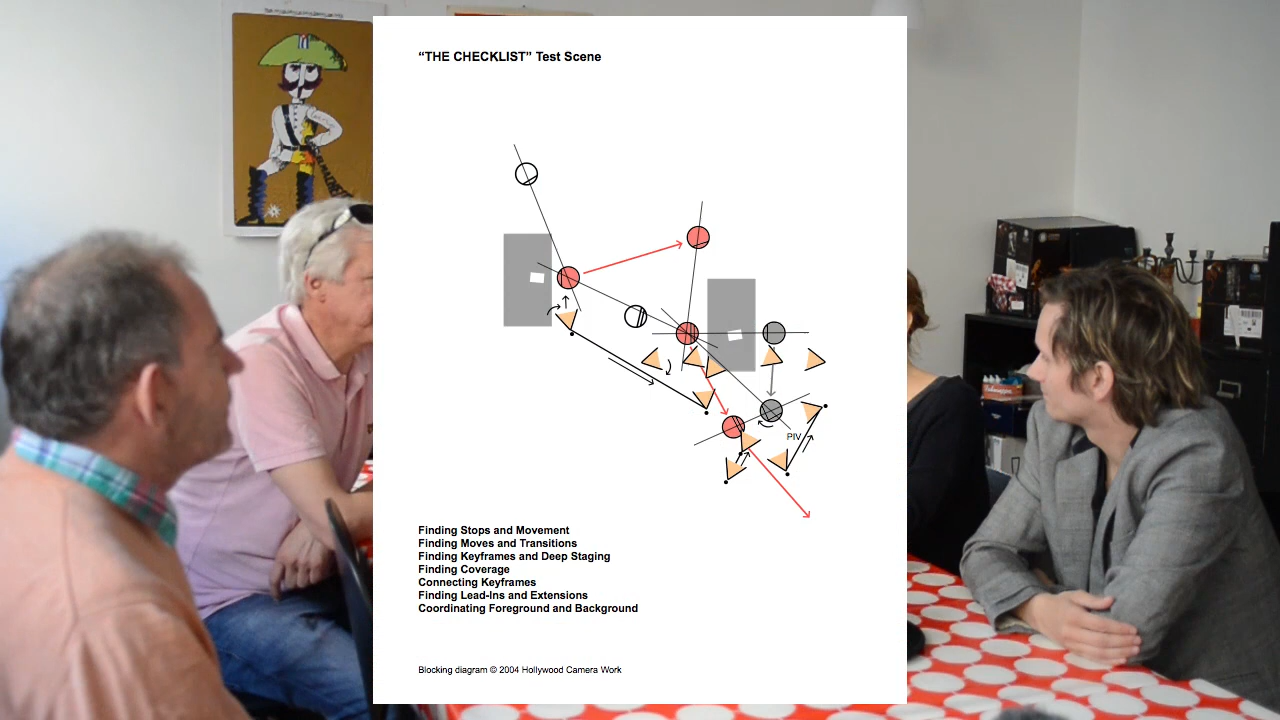 “THE CHECKLIST” Test Scene
PIV
Finding Stops and Movement
Finding Moves and Transitions
Finding Keyframes and Deep Staging
Finding Coverage
Connecting Keyframes
Finding Lead-Ins and Extensions
Coordinating Foreground and Background
Blocking diagram © 2004 Hollywood Camera Work